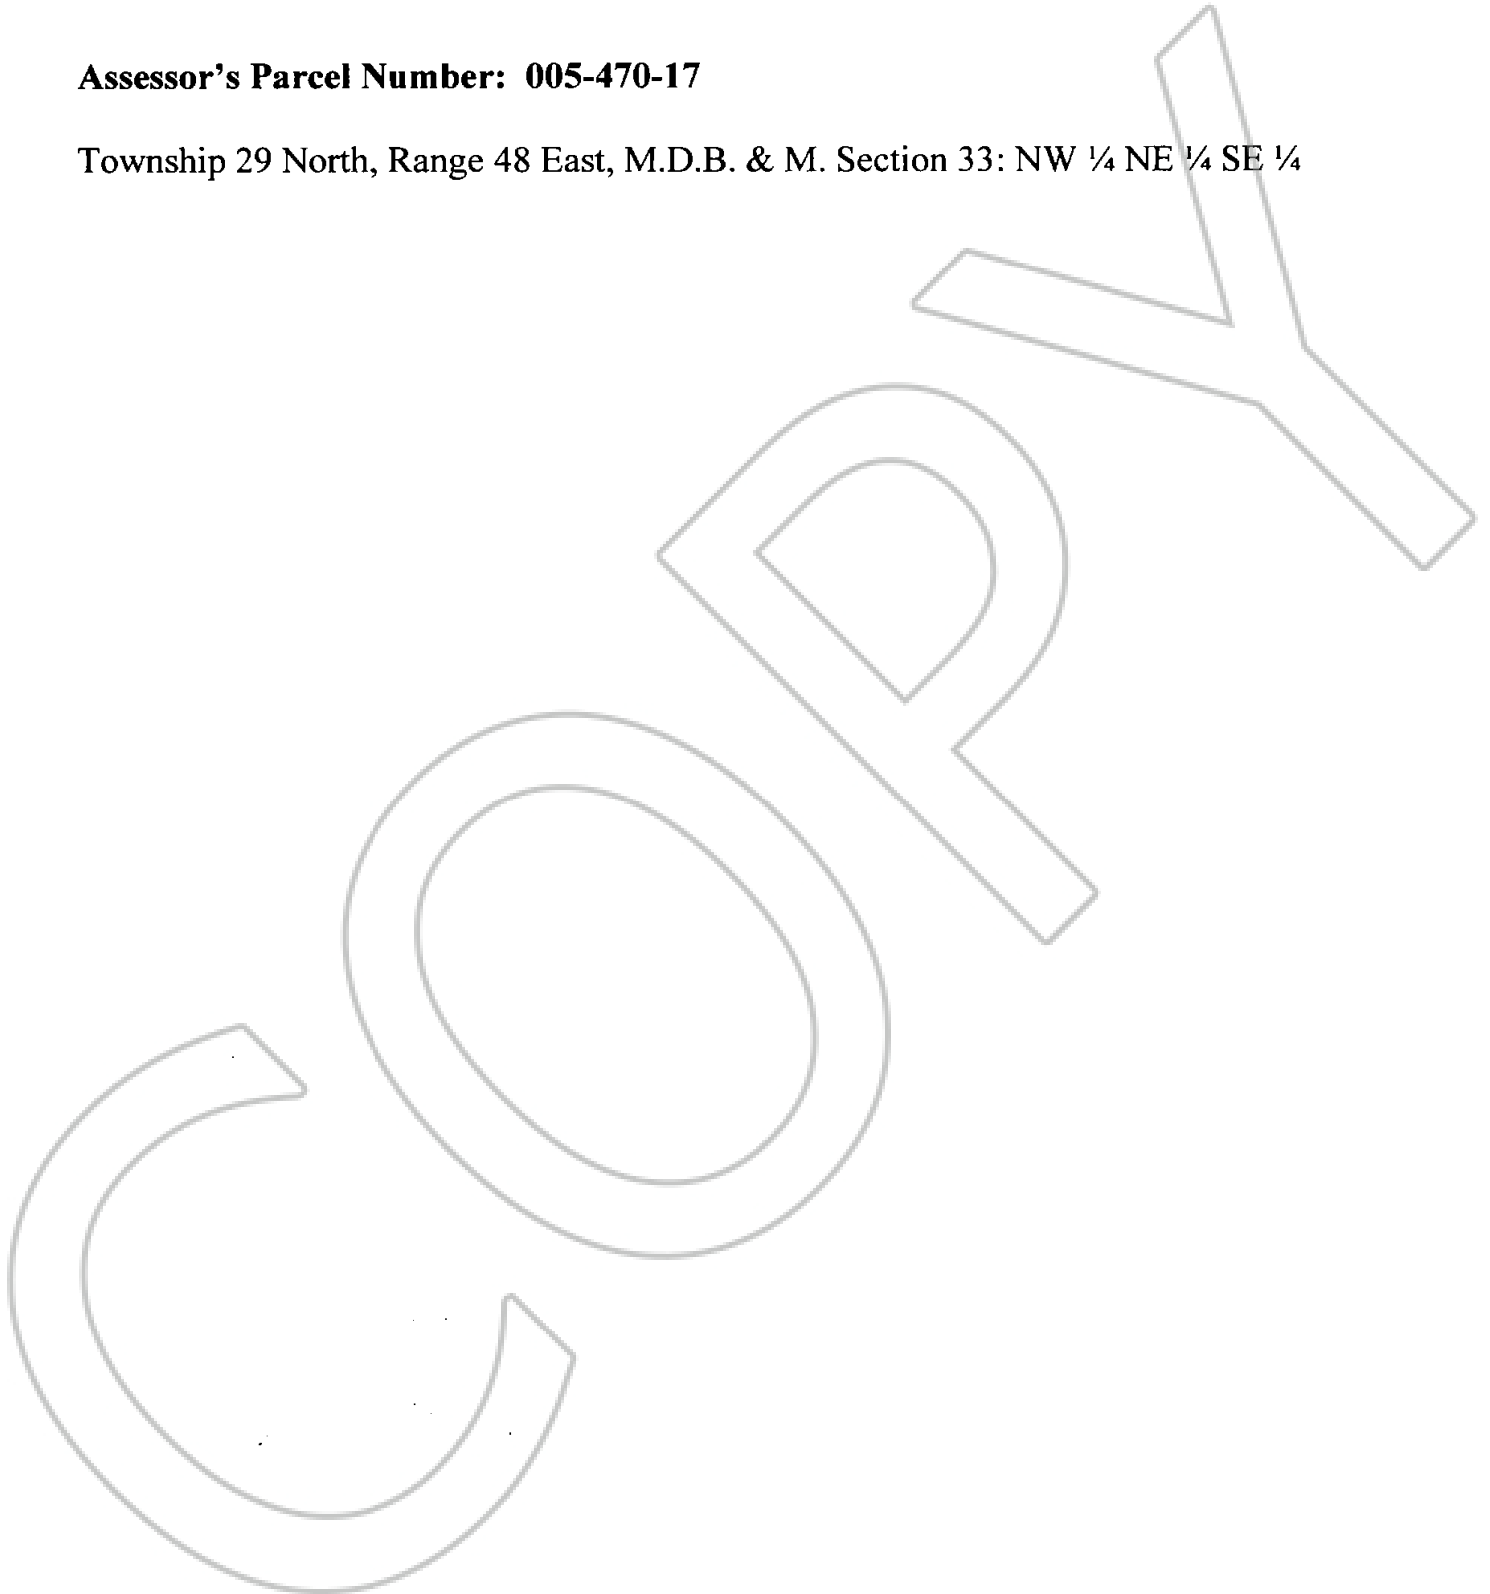 Assessor's Parcel Number: 005-470-17
Township 29 North, Range 48 East, M.D.B. & M. Section 33: NW ¼ NE ¼ SE ¼
COPY